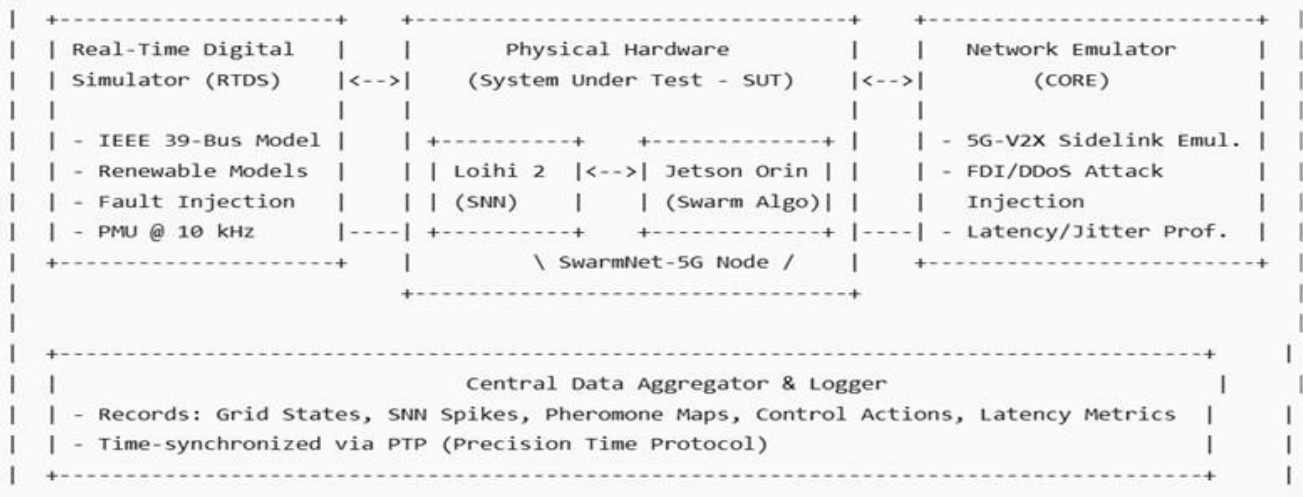 |   +----------------------+    +----------------------------------+    +--------------------------+  |
|   | Real-Time Digital    |    |       Physical Hardware          |    |   Network Emulator       |  |
|   | Simulator (RTDS)     |<-->|    (System Under Test - SUT)     |<-->|        (CORE)            |  |
|   |                      |    |                                  |    |                          |  |
|   | - IEEE 39-Bus Model  |    | +-----------+    +--------------+ |    | - 5G-V2X Sidelink Emul. |  |
|   | - Renewable Models   |    | | Loihi 2  |<-->| Jetson Orin | |    | - FDI/DDoS Attack        |  |
|   | - Fault Injection    |    | | (SNN)     |    | (Swarm Algo)| |    |   Injection              |  |
|   | - PMU @ 10 kHz       |----| +-----------+    +--------------+ |----| - Latency/Jitter Prof.  |  |
|   +----------------------+    |         \ SwarmNet-5G Node /     |    +--------------------------+  |
|                               +----------------------------------+                                  |
|                                                                                                     |
|   +-----------------------------------------------------------------------------------------+      |
|   |                               Central Data Aggregator & Logger                           |     |
|   | - Records: Grid States, SNN Spikes, Pheromone Maps, Control Actions, Latency Metrics  |      |
|   | - Time-synchronized via PTP (Precision Time Protocol)                                 |      |
|   +-----------------------------------------------------------------------------------------+      |